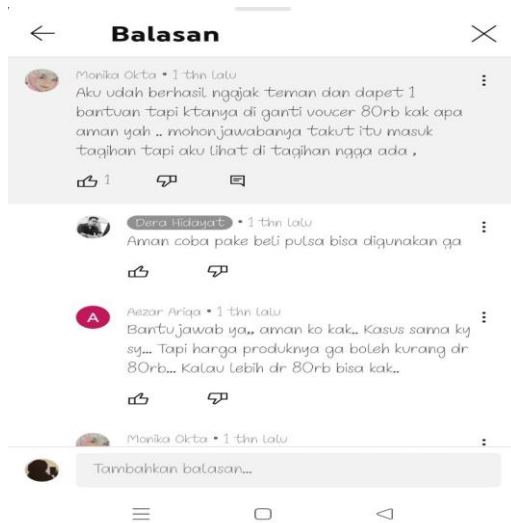 Balasan
Monika Okta • 1 thn lalu
Aku udah berhasil ngajak teman dan dapet 1
bantuan tapi ktanya di ganti voucer 80rb kak apa
aman yah .. mohon jawabanya takut itu masuk
tagihan tapi aku lihat di tagihan ngga ada ,
1
Dera Hidayat • 1 thn lalu
Aman coba pake beli pulsa bisa digunakan ga
A
Aezar Ariqa • 1 thn lalu
Bantu jawab ya,, aman ko kak.. Kasus sama ky
sy... Tapi harga produknya ga boleh kurang dr
80rb... Kalau lebih dr 80rb bisa kak..
Monika Okta • 1 thn lalu
Tambahkan balasan...